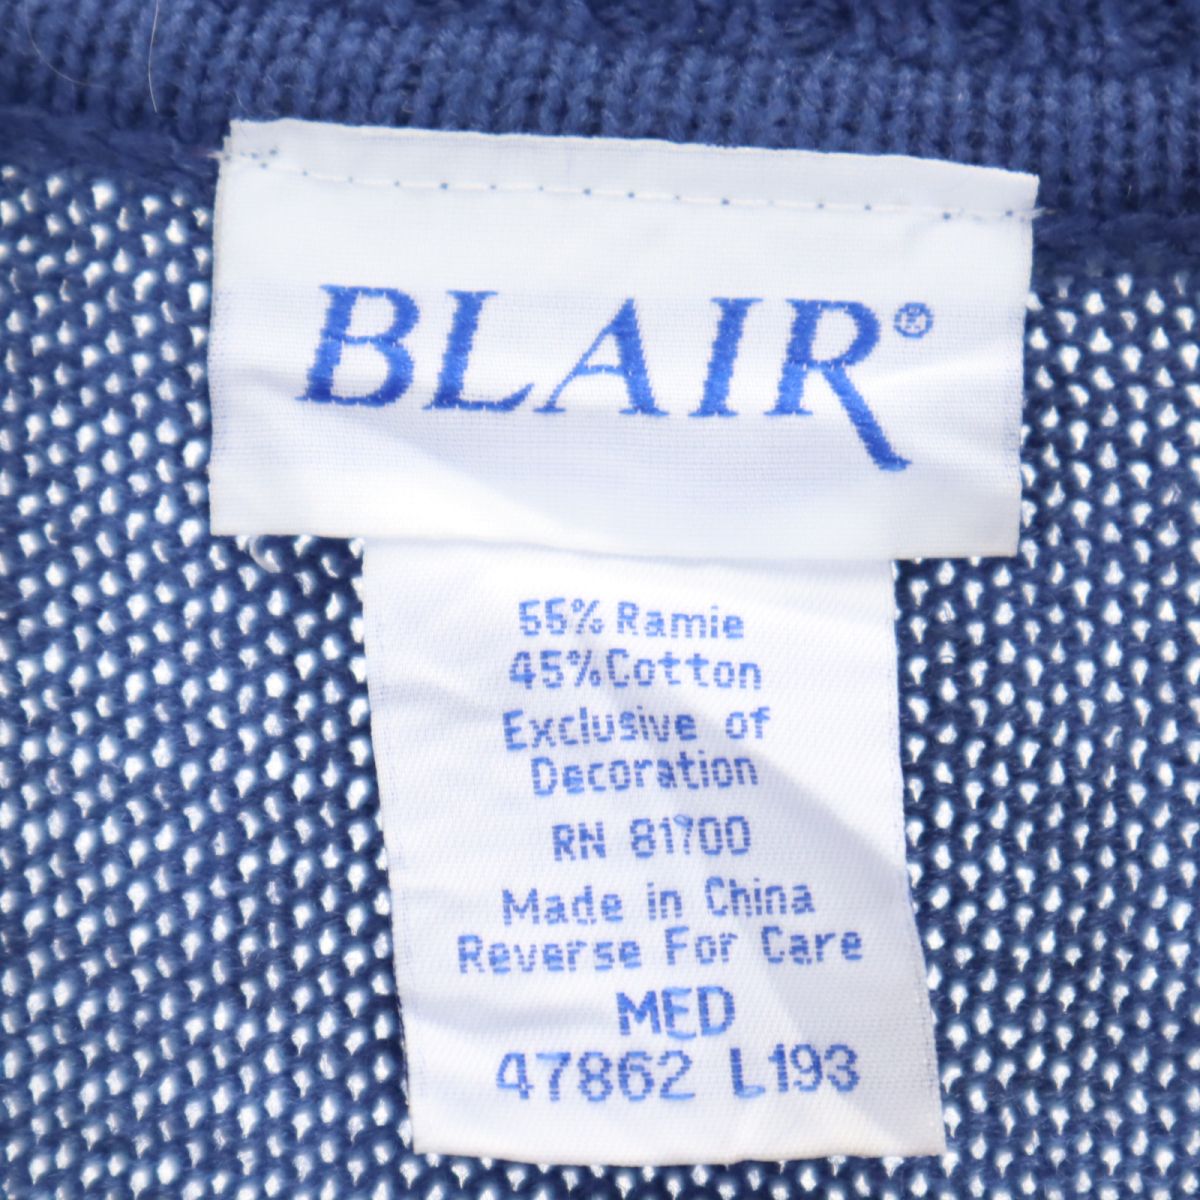 BLAIR®
55% Ramie
45% Cotton
Exclusive of
Decoration
RN 81700
Made in China
Reverse For Care
MED
47862 L193